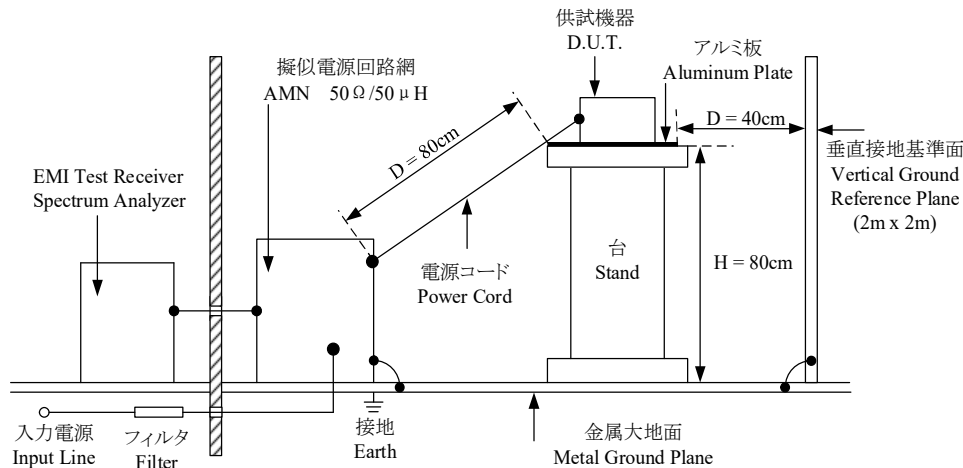 供試機器
D.U.T.
アルミ板
Aluminum Plate
擬似電源回路網
AMN 50Ω/50μH
D = 80cm
D = 40cm
垂直接地基準面
Vertical Ground
Reference Plane
(2m x 2m)
EMI Test Receiver
Spectrum Analyzer
台
Stand
H = 80cm
電源コード
Power Cord
入力電源
Input Line
フィルタ
Filter
接地
Earth
金属大地面
Metal Ground Plane